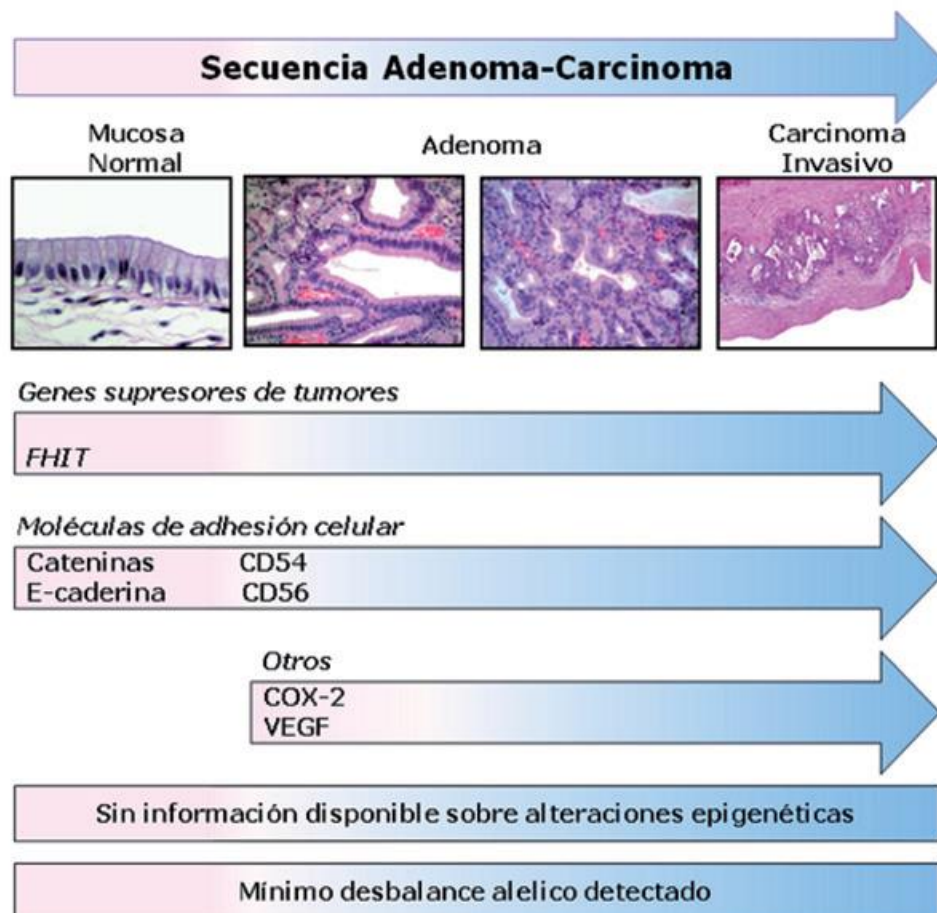 Secuencia Adenoma-Carcinoma
Mucosa
Normal
Adenoma
Carcinoma
Invasivo
Genes supresores de tumores
FHIT
Moléculas de adhesión celular
Cateninas CD54
E-caderina CD56
Otros
COX-2
VEGF
Sin información disponible sobre alteraciones epigenéticas
Mínimo desbalance alelico detectado